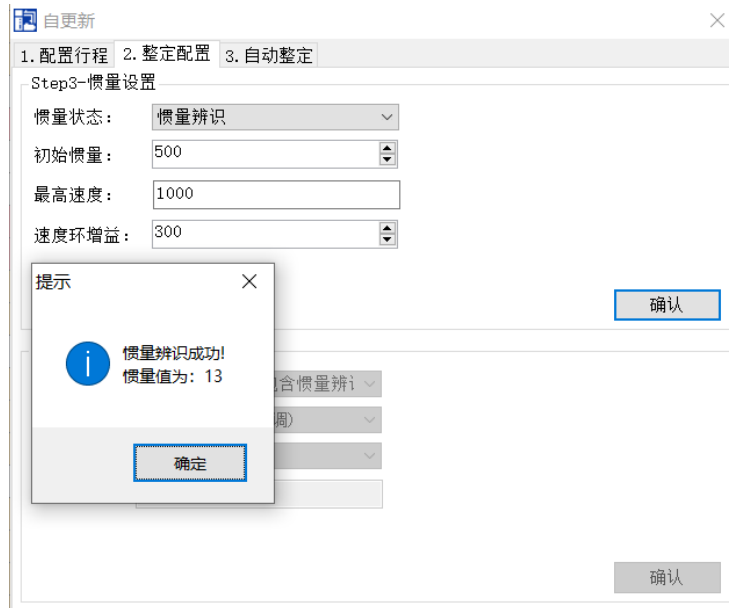 自更新
1.配置行程 2.整定配置 3.自动整定
Step3-惯量设置
惯量状态: 惯量辨识
初始惯量: 500
最高速度: 1000
速度环增益: 300
确认
提示
惯量辨识成功!
惯量值为: 13
确定
含惯量辨
调)
确认